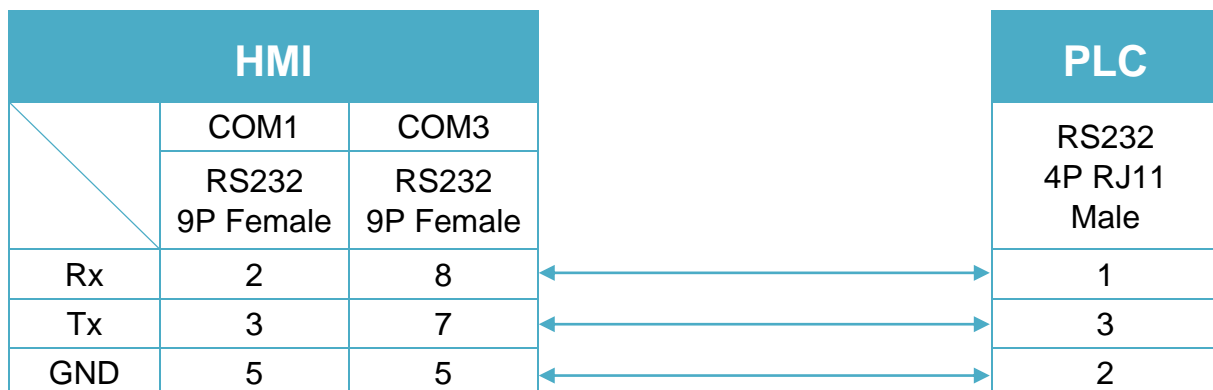 HMI PLC
COM1 COM3
RS232
9P Female
RS232
9P Female
RS232
4P RJ11
Male
Rx 2 8 1
Tx 3 7 3
GND 5 5 2